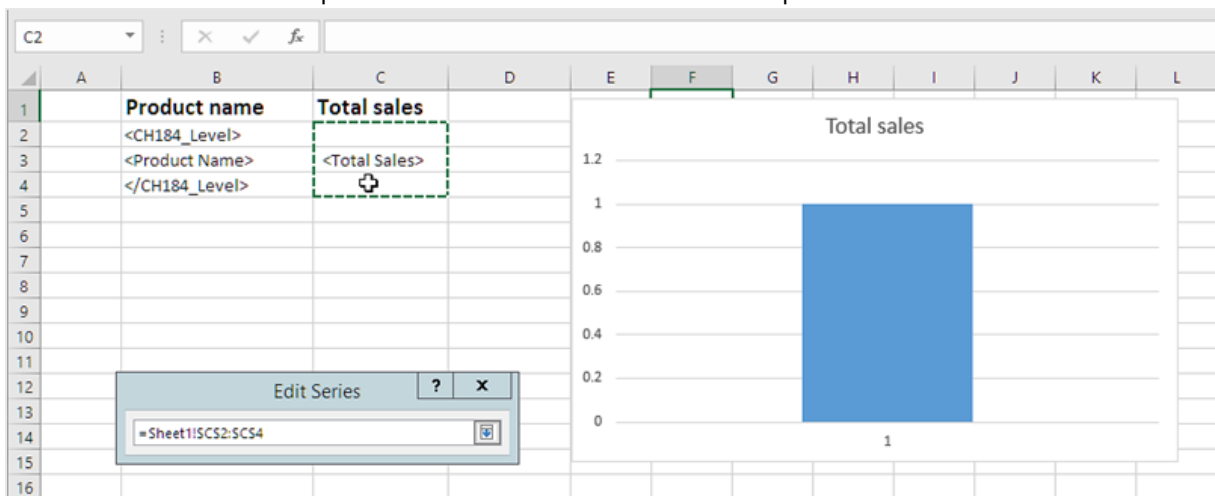 C2 fx
A B C D E F G H I J K L
1 Product name Total sales
2 <CH184_Level>
3 <Product Name> <Total Sales>
4 </CH184_Level>
5
6
7
8
9
10
11
12
13
14
15
16
Total sales
1.2
1
0.8
0.6
0.4
0.2
0
1
Edit Series ? x
=Sheet1!$C$2:$C$4